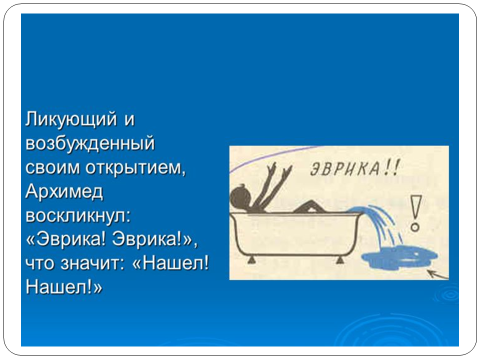 Ликующий и
возбужденный
своим открытием,
Архимед
воскликнул:
«Эврика! Эврика!»,
что значит: «Нашел!
Нашел!»
ЭВРИКА!!
!